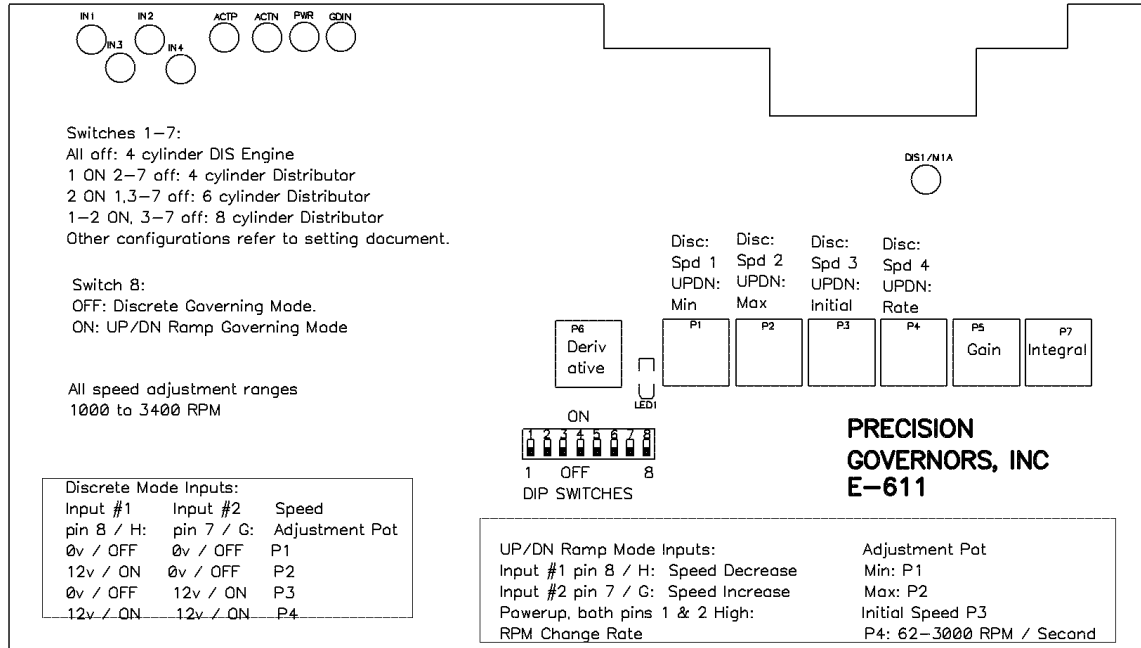 IN1 IN2 ACTP ACTN PWR GDIN
IN3 IN4
Switches 1-7:
All off: 4 cylinder DIS Engine
1 ON 2-7 off: 4 cylinder Distributor
2 ON 1,3-7 off: 6 cylinder Distributor
1-2 ON, 3-7 off: 8 cylinder Distributor
Other configurations refer to setting document.
Switch 8:
OFF: Discrete Governing Mode.
ON: UP/DN Ramp Governing Mode
All speed adjustment ranges
1000 to 3400 RPM
DIS1/M1A
Disc: Disc: Disc: Disc:
Spd 1 Spd 2 Spd 3 Spd 4
UPDN: UPDN: UPDN: UPDN:
Min Max Initial Rate
P6 P1 P2 P3 P4 P5 P7
Deriv Gain Integral
ative
LED1
ON
1 2 3 4 5 6 7 8
1 OFF 8
DIP SWITCHES
PRECISION
GOVERNORS, INC
E-611
Discrete Mode Inputs:
Input #1 Input #2 Speed
pin 8 / H: pin 7 / G: Adjustment Pot
0v / OFF 0v / OFF P1
12v / ON 0v / OFF P2
0v / OFF 12v / ON P3
12v / ON 12v / ON P4
UP/DN Ramp Mode Inputs: Adjustment Pot
Input #1 pin 8 / H: Speed Decrease Min: P1
Input #2 pin 7 / G: Speed Increase Max: P2
Powerup, both pins 1 & 2 High: Initial Speed P3
RPM Change Rate P4: 62-3000 RPM / Second